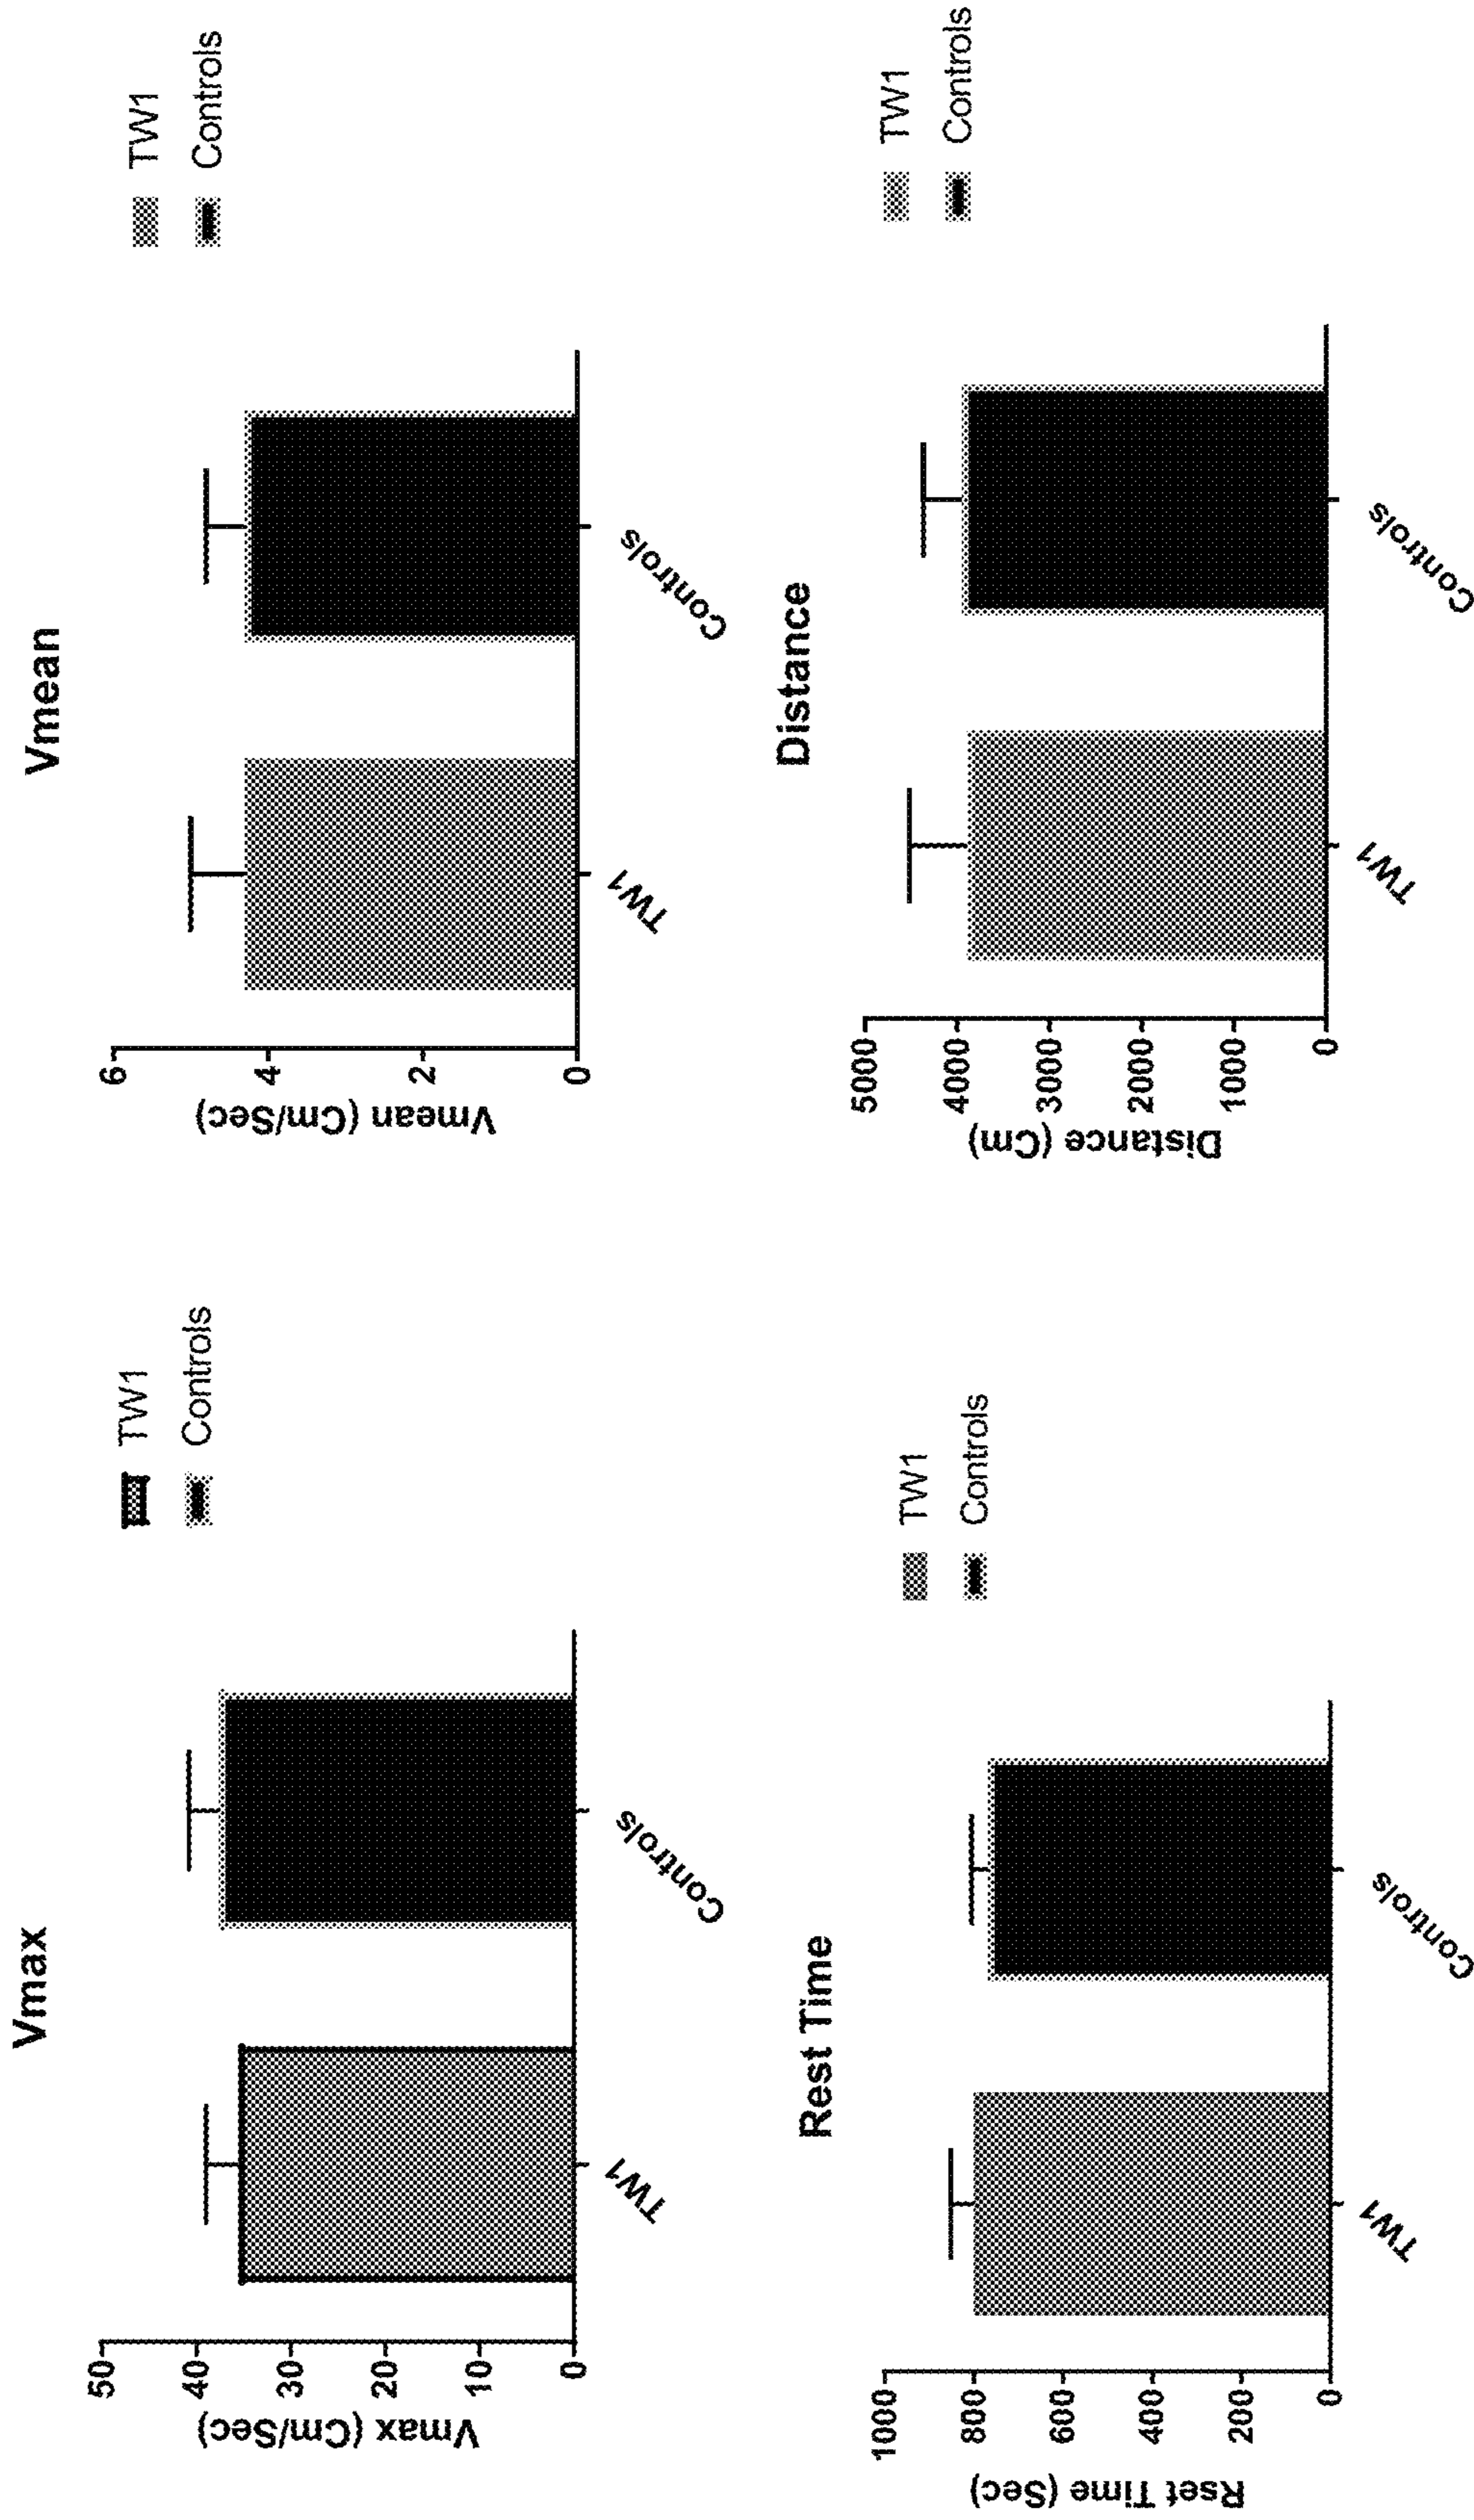 Vmax
50
40
30
20
10
0
Vmax (Cm/Sec)
TW1
Controls
TW1
Controls
Vmean
6
4
2
0
Vmean (Cm/Sec)
TW1
Controls
TW1
Controls
Rest Time
1000
800
600
400
200
0
Rset Time (Sec)
TW1
Controls
TW1
Controls
Distance
5000
4000
3000
2000
1000
0
Distance (Cm)
TW1
Controls
TW1
Controls